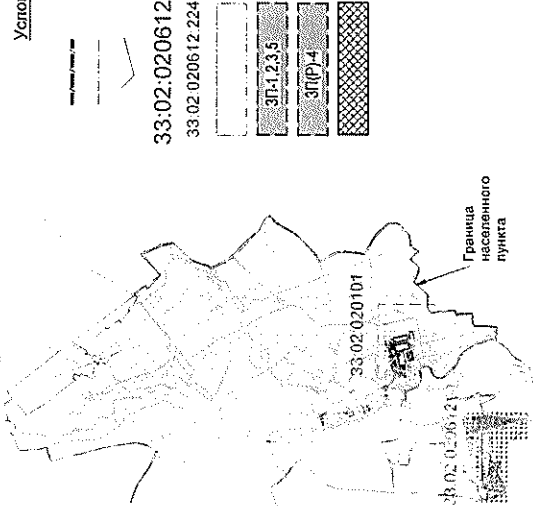 Усло
33:02:020612
33:02:020612:224
ЗП-1,2,3,5
ЗП(Р)-4
33:02:020101
Граница
населенного
пункта